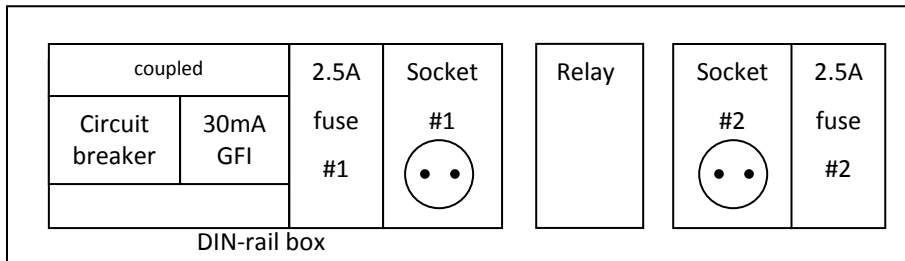 coupled
Circuit
breaker
30mA
GFI
2.5A
fuse
#1
Socket
#1
Relay
Socket
#2
2.5A
fuse
#2
DIN-rail box